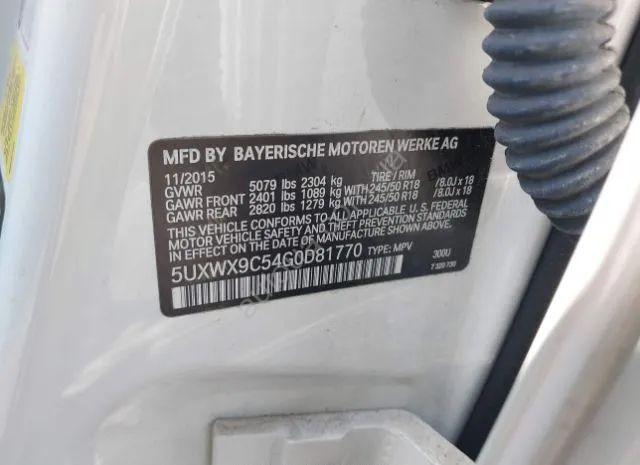 MFD BY BAYERISCHE MOTOREN WERKE AG
11/2015 TIRE / RIM
GVWR 5079 lbs 2304 kg
GAWR FRONT 2401 lbs 1089 kg WITH 245/50 R18 /8.0J x 18
GAWR REAR 2820 lbs 1279 kg WITH 245/50 R18 /8.0J x 18
THIS VEHICLE CONFORMS TO ALL APPLICABLE U.S. FEDERAL
MOTOR VEHICLE SAFETY, BUMPER, AND THEFT PREVENTION
STANDARDS IN EFFECT ON THE DATE OF MANUFACTURE SHOWN ABOVE.
5UXWX9C54G0D81770 TYPE: MPV 300U